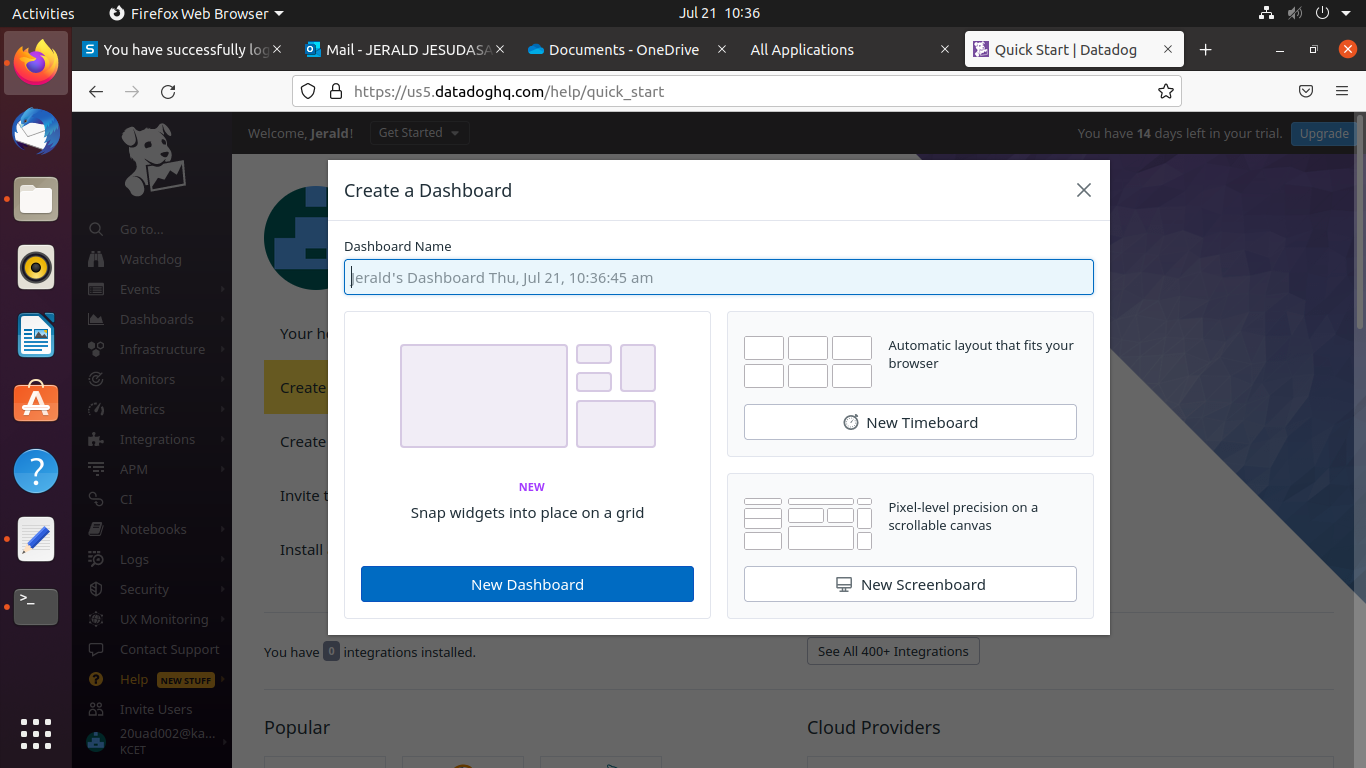 Activities
Firefox Web Browser
Jul 21 10:36
You have successfully log
Mail - JERALD JESUDASA
Documents - OneDrive
All Applications
Quick Start | Datadog
https://us5.datadoghq.com/help/quick_start
Welcome, Jerald!
Get Started
You have 14 days left in your trial.
Upgrade
Go to...
Watchdog
Events
Dashboards
Infrastructure
Monitors
Metrics
Integrations
APM
CI
Notebooks
Logs
Security
UX Monitoring
Contact Support
Help NEW STUFF
Invite Users
20uad002@ka...
KCET
Create a Dashboard
Dashboard Name
Jerald's Dashboard Thu, Jul 21, 10:36:45 am
NEW
Snap widgets into place on a grid
New Dashboard
Automatic layout that fits your
browser
New Timeboard
Pixel-level precision on a
scrollable canvas
New Screenboard
Your h
Create
Create
Invite t
Install
You have 0 integrations installed.
See All 400+ Integrations
Popular
Cloud Providers